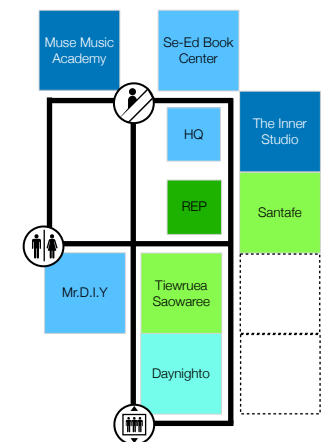 Muse Music
Academy
Se-Ed Book
Center
HQ
The Inner
Studio
REP
Santafe
Mr.D.I.Y
Tiewruea
Saowaree
Daynighto